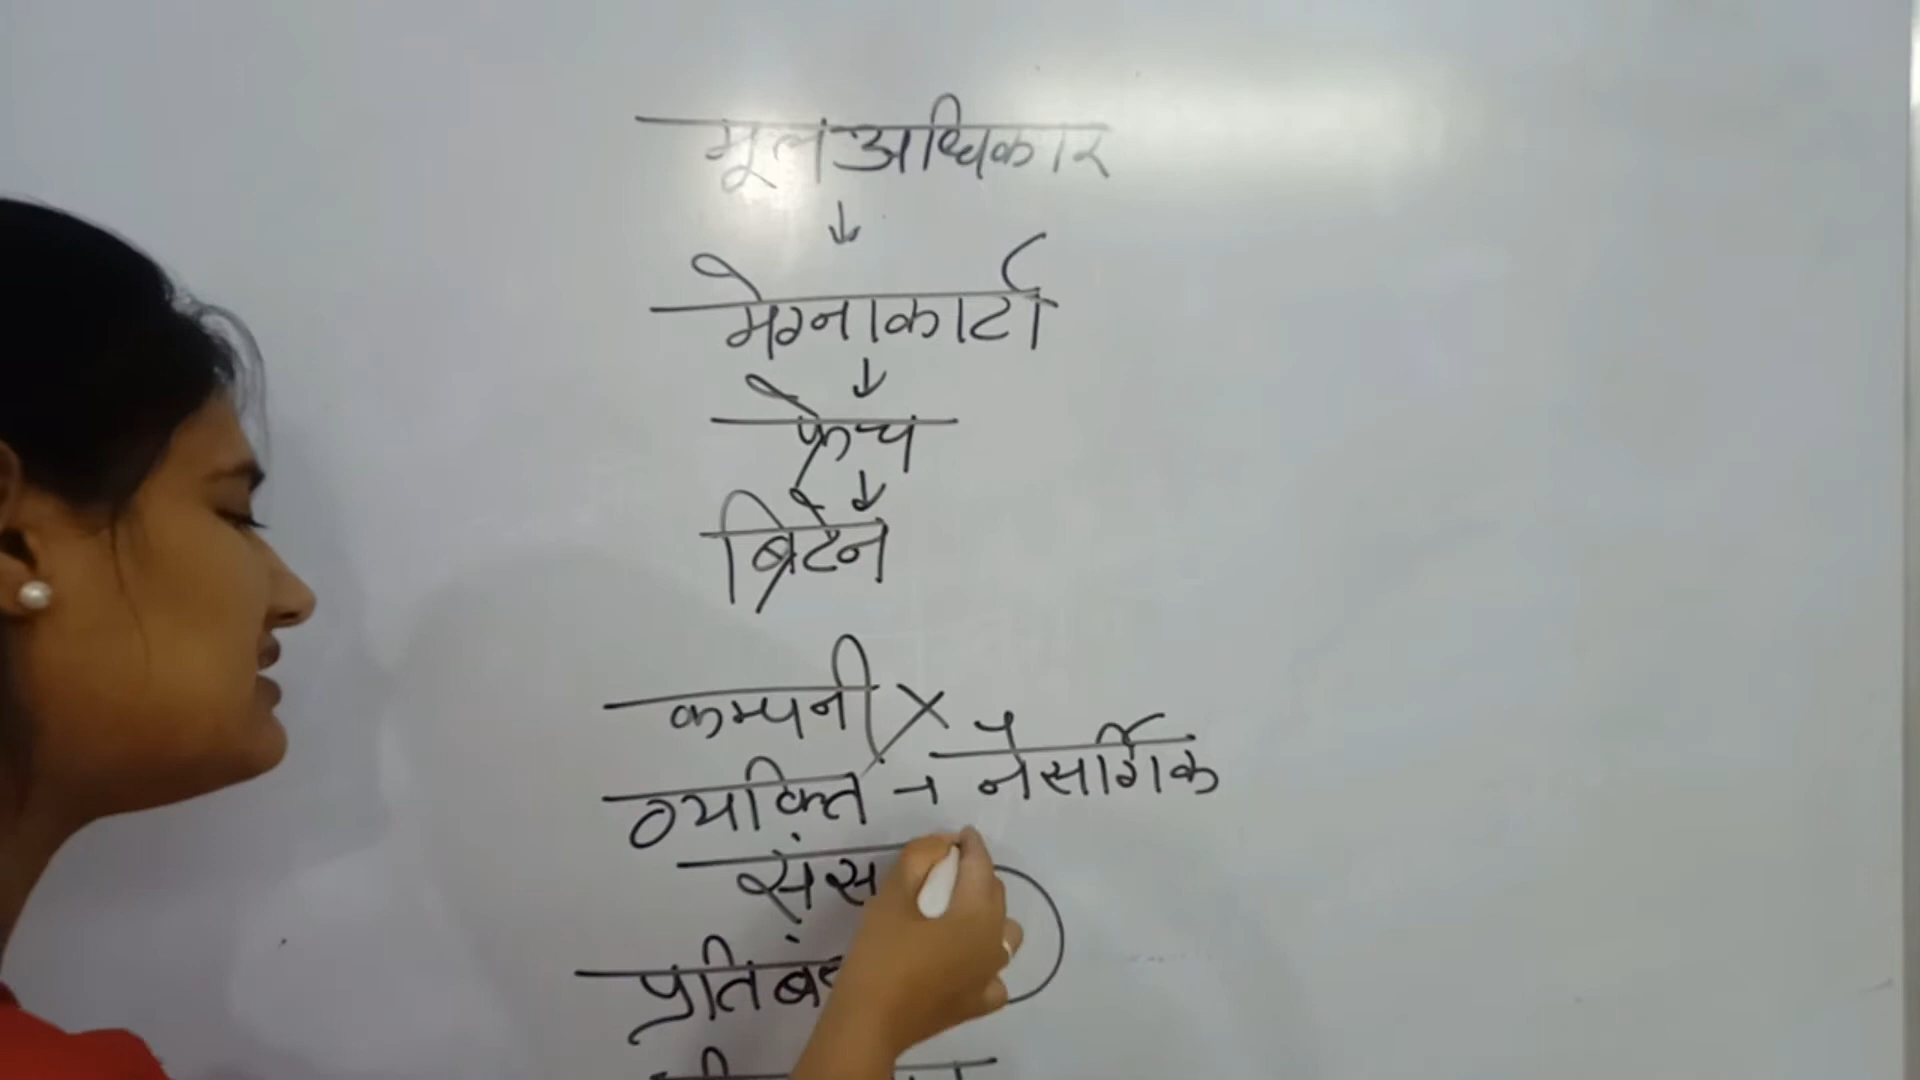 मूल अधिकार
↓
मेग्नाकार्टा
↓
फ्रेन्च
↓
ब्रिटेन
कम्पनी ×
व्यक्ति → नैसर्गिक